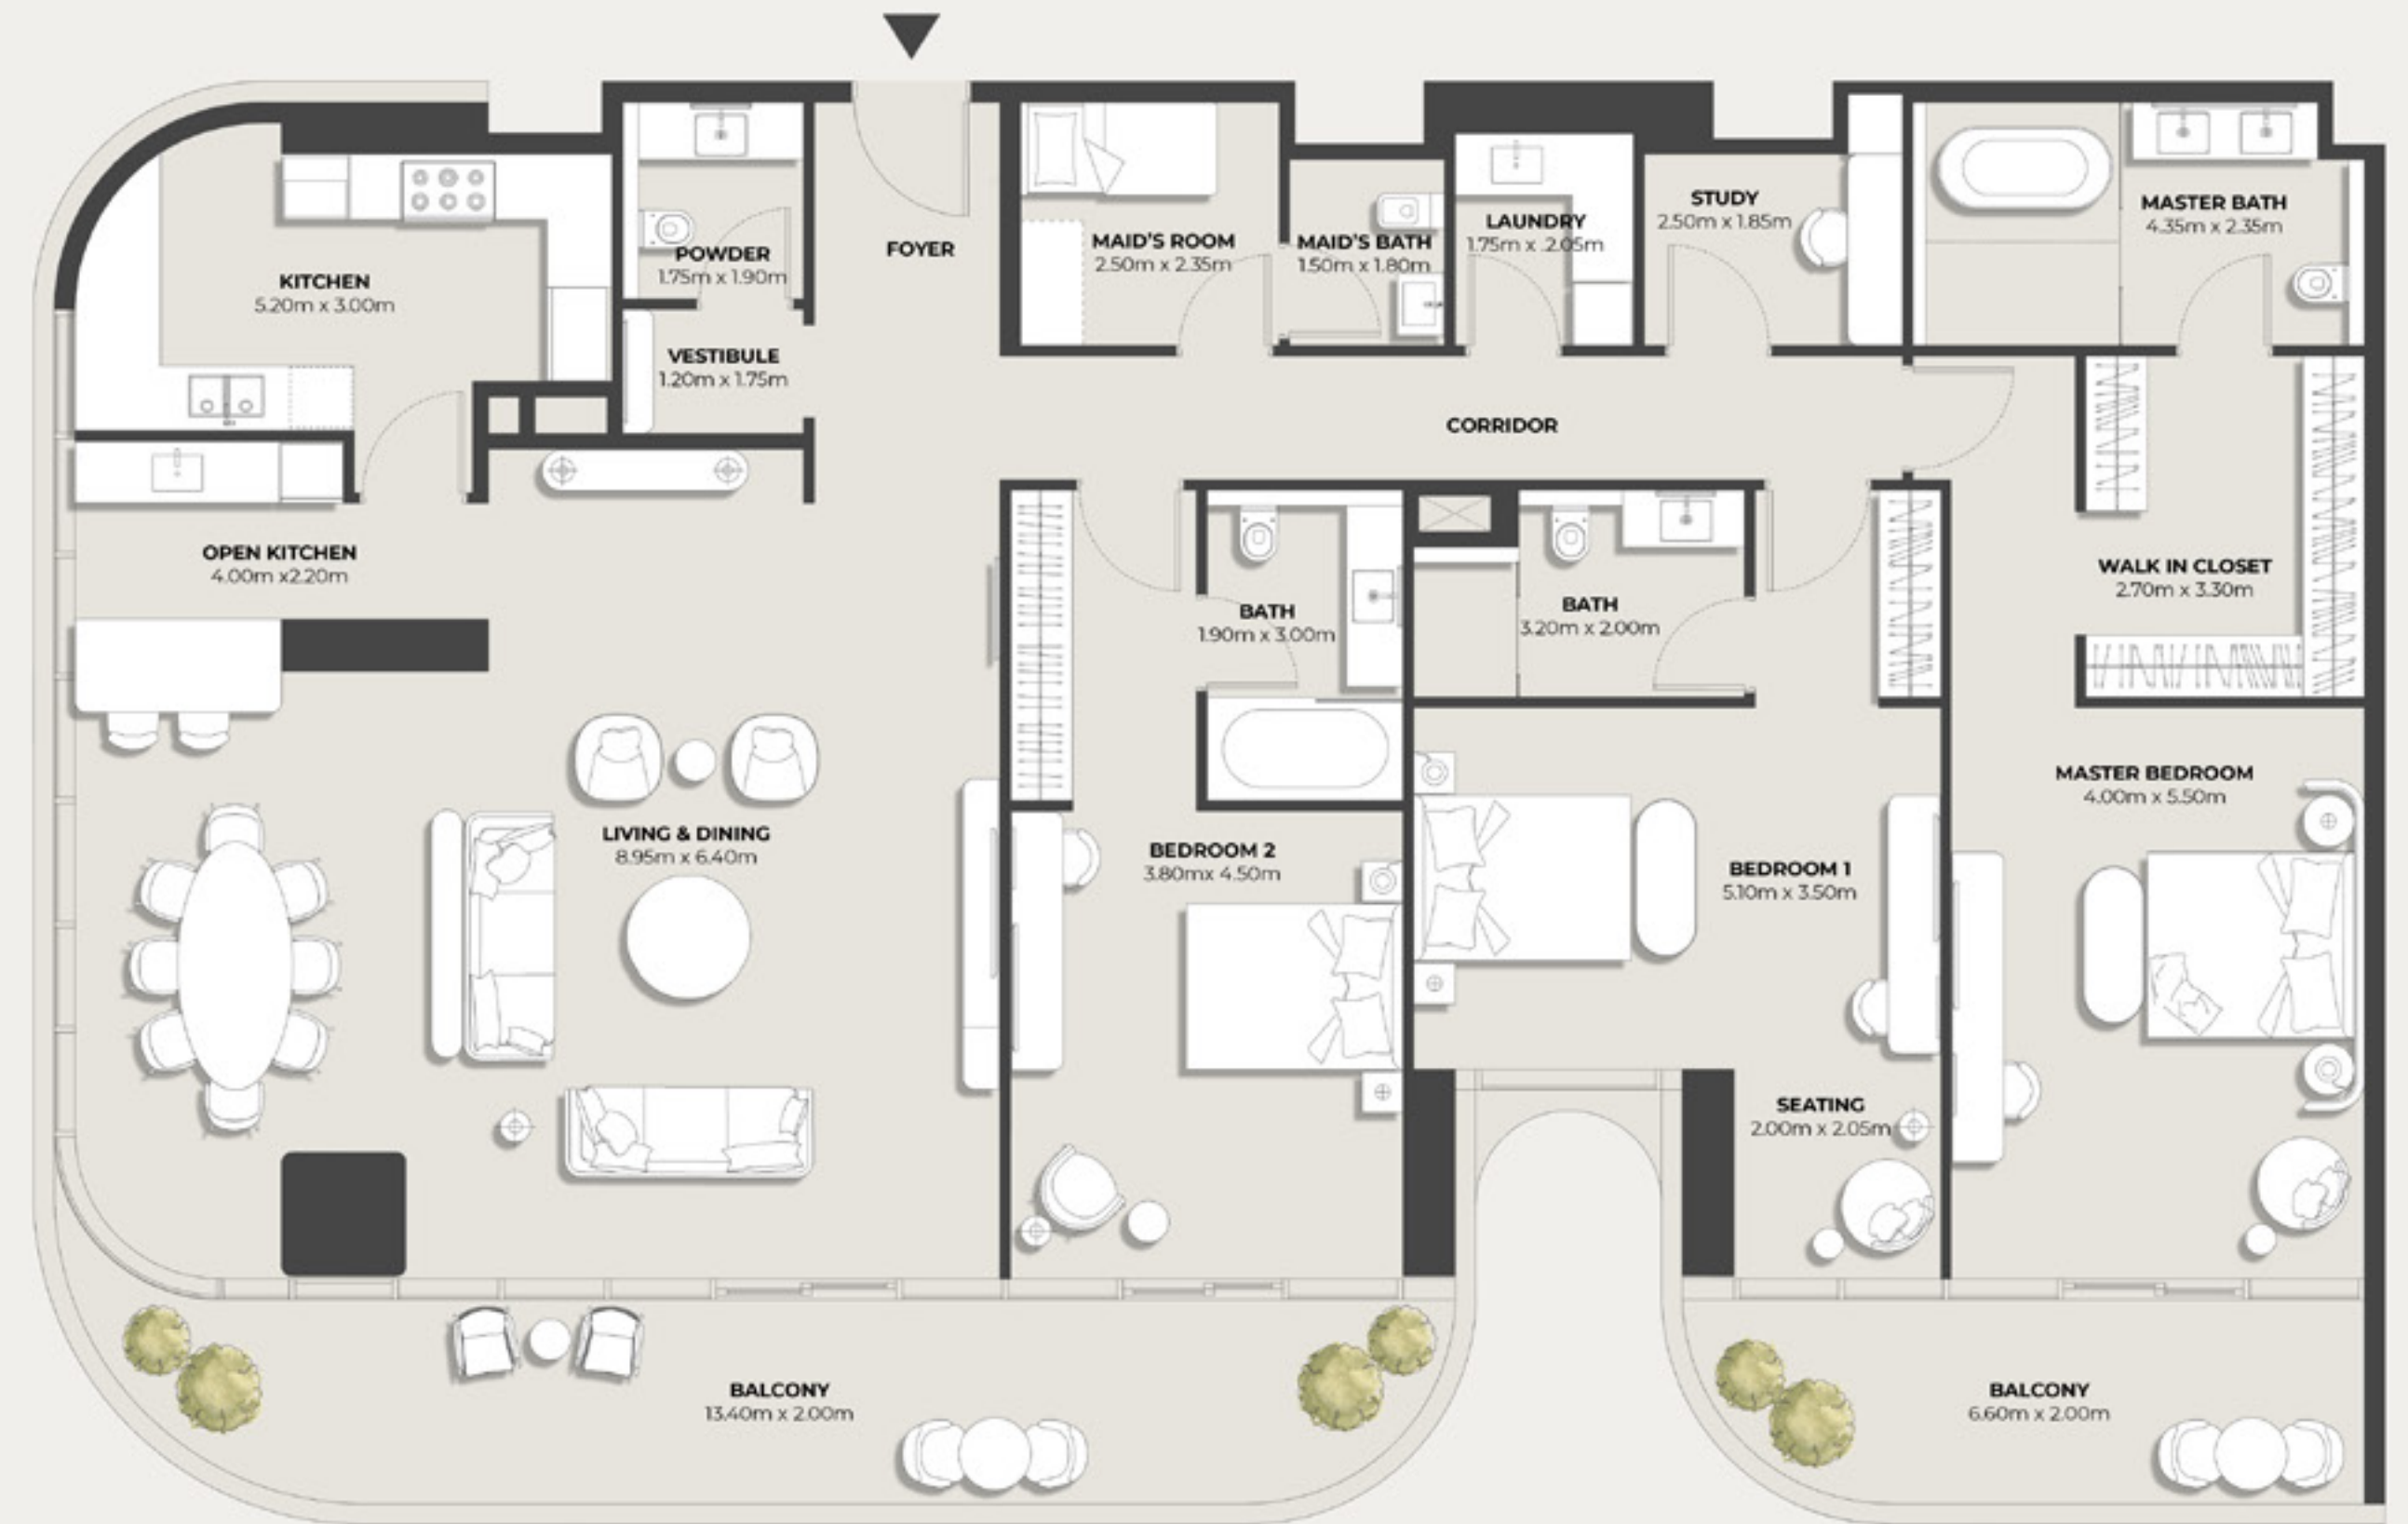 KITCHEN
5.20m x 3.00m
POWDER
1.75m x 1.90m
FOYER
VESTIBULE
1.20m x 1.75m
MAID'S ROOM
2.50m x 2.35m
MAID'S BATH
1.50m x 1.80m
LAUNDRY
1.75m x .2.05m
STUDY
2.50m x 1.85m
MASTER BATH
4.35m x 2.35m
CORRIDOR
OPEN KITCHEN
4.00m x2.20m
BATH
1.90m x 3.00m
BATH
3.20m x 2.00m
WALK IN CLOSET
2.70m x 3.30m
LIVING & DINING
8.95m x 6.40m
BEDROOM 2
3.80mx 4.50m
BEDROOM 1
5.10m x 3.50m
MASTER BEDROOM
4.00m x 5.50m
SEATING
2.00m x 2.05m
BALCONY
13.40m x 2.00m
BALCONY
6.60m x 2.00m